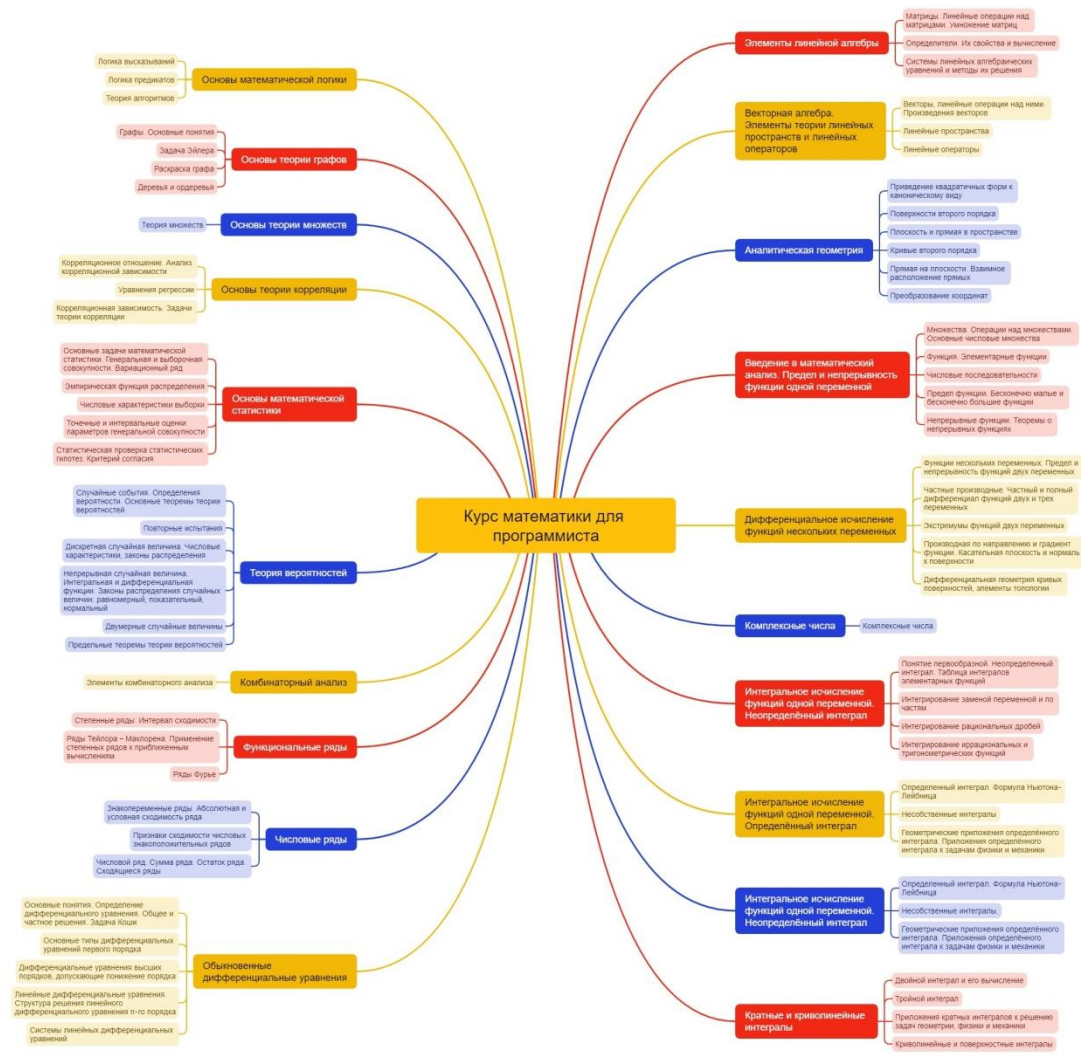 Курс математики для
программиста
Элементы линейной алгебры
Матрицы. Линейные операции над
матрицами. Умножение матриц
Определители. Их свойства и вычисление
Системы линейных алгебраических
уравнений и методы их решения
Векторная алгебра.
Элементы теории линейных
пространств и линейных
операторов
Векторы, линейные операции над ними.
Произведения векторов
Линейные пространства
Линейные операторы
Аналитическая геометрия
Приведение квадратичных форм к
каноническому виду
Поверхности второго порядка
Плоскость и прямая в пространстве
Кривые второго порядка
Прямая на плоскости. Взаимное
расположение прямых
Преобразование координат
Введение в математический
анализ. Предел и непрерывность
функции одной переменной
Множества. Операции над множествами.
Основные числовые множества
Функция. Элементарные функции
Числовые последовательности
Предел функции. Бесконечно малые и
бесконечно большие функции
Непрерывные функции. Теоремы о
непрерывных функциях
Дифференциальное исчисление
функций нескольких переменных
Функции нескольких переменных. Предел и
непрерывность функций двух переменных
Частные производные. Частный и полный
дифференциал функций двух и трех
переменных
Экстремумы функций двух переменных
Производная по направлению и градиент
функции. Касательная плоскость и нормаль
к поверхности
Дифференциальная геометрия кривых
поверхностей, элементы топологии
Комплексные числа
Комплексные числа
Интегральное исчисление
функций одной переменной.
Неопределённый интеграл
Понятие первообразной. Неопределенный
интеграл. Таблица интегралов
элементарных функций
Интегрирование заменой переменной и по
частям
Интегрирование рациональных дробей
Интегрирование иррациональных и
тригонометрических функций
Интегральное исчисление
функций одной переменной.
Определённый интеграл
Определенный интеграл. Формула Ньютона-
Лейбница
Несобственные интегралы
Геометрические приложения определённого
интеграла. Приложения определённого
интеграла к задачам физики и механики
Интегральное исчисление
функций одной переменной.
Неопределённый интеграл
Определенный интеграл. Формула Ньютона-
Лейбница
Несобственные интегралы.
Геометрические приложения определённого
интеграла. Приложения определённого
интеграла к задачам физики и механики
Кратные и криволинейные
интегралы
Двойной интеграл и его вычисление
Тройной интеграл
Приложения кратных интегралов к решению
задач геометрии, физики и механики
Криволинейные и поверхностные интегралы
Основы математической логики
Логика высказываний
Логика предикатов
Теория алгоритмов
Основы теории графов
Графы. Основные понятия
Задача Эйлера
Раскраска графа
Деревья и ордеревья
Основы теории множеств
Теория множеств
Основы теории корреляции
Корреляционное отношение. Анализ
корреляционной зависимости
Уравнения регрессии
Корреляционная зависимость. Задачи
теории корреляции
Основы математической
статистики
Основные задачи математической
статистики. Генеральная и выборочная
совокупности. Вариационный ряд
Эмпирическая функция распределения
Числовые характеристики выборки
Точечные и интервальные оценки
параметров генеральной совокупности
Статистическая проверка статистических
гипотез. Критерий согласия
Теория вероятностей
Случайные события. Определения
вероятности. Основные теоремы теории
вероятностей
Повторные испытания
Дискретная случайная величина. Числовые
характеристики, законы распределения
Непрерывная случайная величина.
Интегральная и дифференциальная
функции. Законы распределения случайных
величин: равномерный, показательный,
нормальный
Двумерные случайные величины
Предельные теоремы теории вероятностей
Комбинаторный анализ
Элементы комбинаторного анализа
Функциональные ряды
Степенные ряды. Интервал сходимости
Ряды Тейлора – Маклорена. Применение
степенных рядов к приближенным
вычислениям
Ряды Фурье
Числовые ряды
Знакопеременные ряды. Абсолютная и
условная сходимость ряда
Признаки сходимости числовых
знакоположительных рядов
Числовой ряд. Сумма ряда. Остаток ряда.
Сходящиеся ряды
Обыкновенные
дифференциальные уравнения
Основные понятия. Определение
дифференциального уравнения. Общее и
частное решения. Задача Коши
Основные типы дифференциальных
уравнений первого порядка
Дифференциальные уравнения высших
порядков, допускающие понижение порядка
Линейные дифференциальные уравнения.
Структура решения линейного
дифференциального уравнения n-го порядка
Системы линейных дифференциальных
уравнений